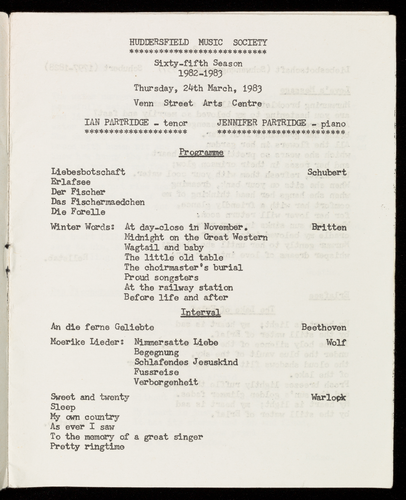 HUDDERSFIELD MUSIC SOCIETY
***************************
Sixty-fifth Season
1982-1983
Thursday, 24th March, 1983
Venn Street Arts Centre
IAN PARTRIDGE - tenor JENNIFER PARTRIDGE - piano
******************** *************************
Programme
Liebesbotschaft Schubert
Erlafsee
Der Fischer
Das Fischermaedchen
Die Forelle
Winter Words: At day-close in November. Britten
Midnight on the Great Western
Wagtail and baby
The little old table
The choirmaster's burial
Proud songsters
At the railway station
Before life and after
Interval
An die ferne Geliebte Beethoven
Moerike Lieder: Nimmersatte Liebe Wolf
Begegnung
Schlafendes Jesuskind
Fussreise
Verborgenheit
Sweet and twenty Warlock
Sleep
My own country
As ever I saw
To the memory of a great singer
Pretty ringtime